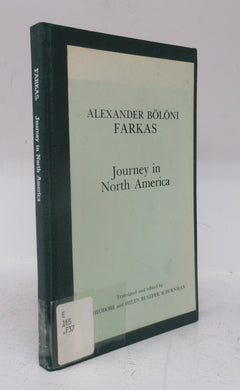 FARKAS Journey in North America
E
165
.F37
ALEXANDER BÖLÖNI
FARKAS
Journey in
North America
Translated and edited by
and HELEN BENEDEK SCHOENMAN